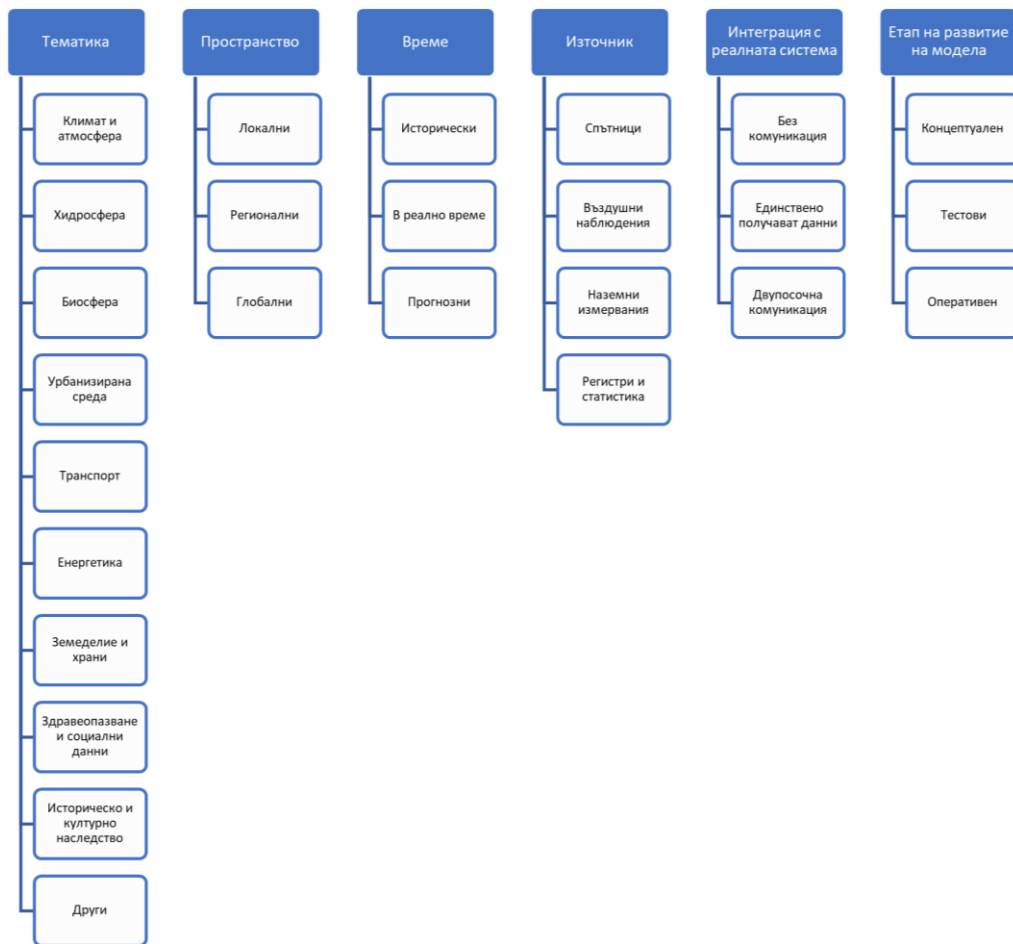 Тематика
Климат и
атмосфера
Хидросфера
Биосфера
Урбанизирана
среда
Транспорт
Енергетика
Земеделие и
храни
Здравеопазване
и социални
данни
Историческо и
културно
наследство
Други
Пространство
Локални
Регионални
Глобални
Време
Исторически
В реално време
Прогнозни
Източник
Спътници
Въздушни
наблюдения
Наземни
измервания
Регистри и
статистика
Интеграция с
реалната система
Без
комуникация
Единствено
получават данни
Двупосочна
комуникация
Етап на развитие
на модела
Концептуален
Тестови
Оперативен